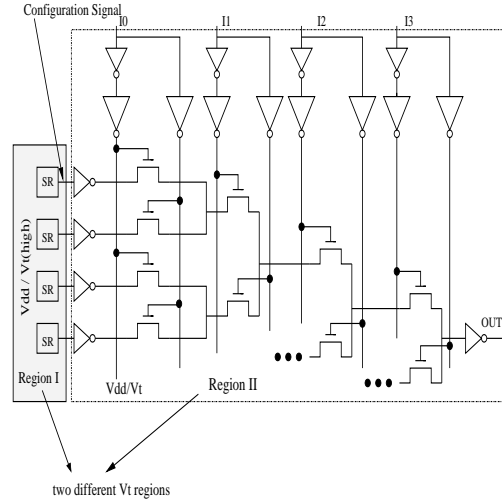 Configuration Signal
I0
I1
I2
I3
SR
SR
SR
SR
Vdd / Vt(high)
OUT
Region I
Vdd/Vt
Region II
two different Vt regions